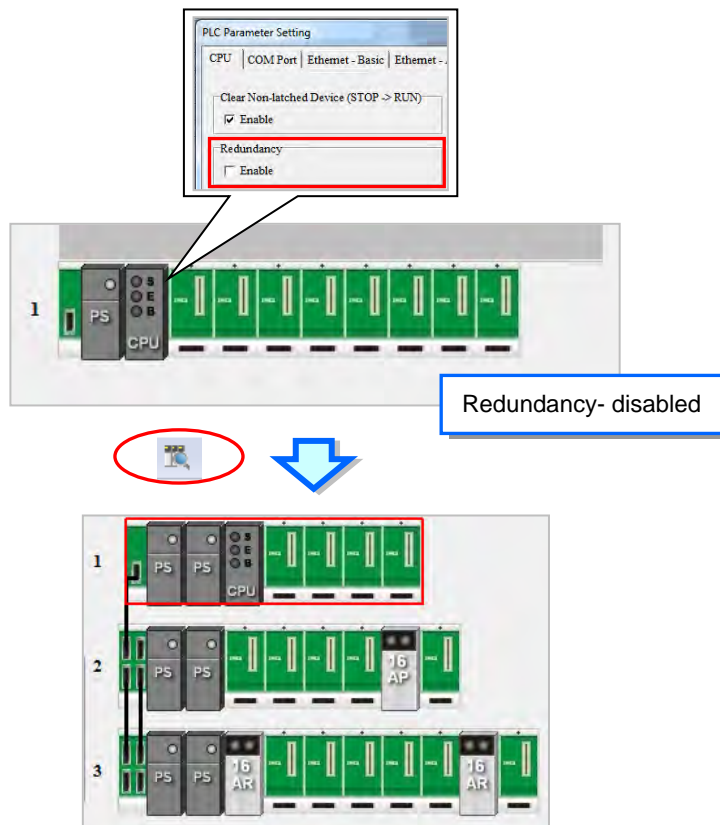 PLC Parameter Setting
CPU COM Port Ethernet - Basic Ethernet -
Clear Non-latched Device (STOP -> RUN)
Enable
Redundancy
Enable
1
PS
S
E
B
CPU
Redundancy- disabled
1
PS PS
S
E
B
CPU
2
PS PS
16
AP
3
PS PS
16
AR
16
AR